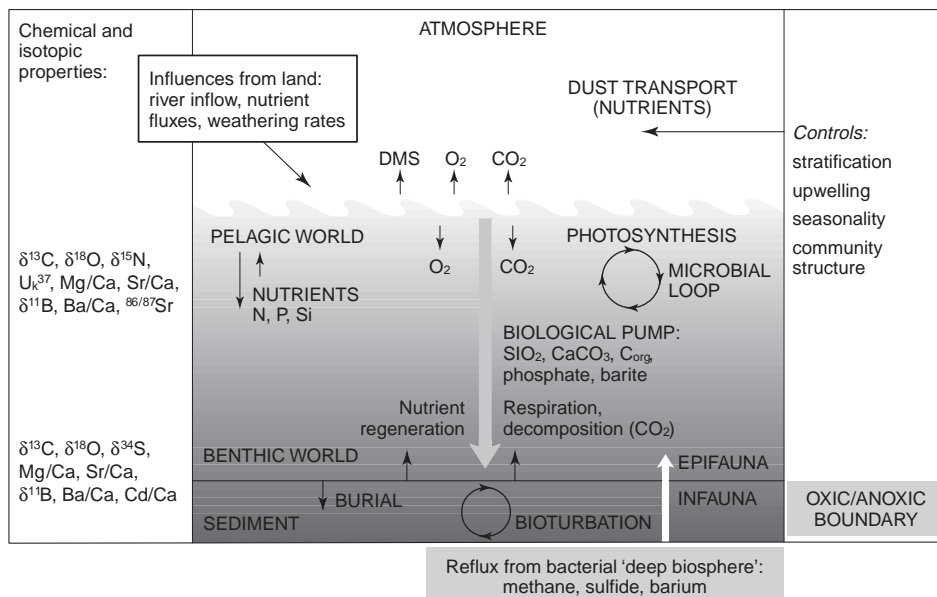 Chemical and
isotopic
properties:
ATMOSPHERE
Influences from land:
river inflow, nutrient
fluxes, weathering rates
DUST TRANSPORT
(NUTRIENTS)
Controls:
stratification
upwelling
seasonality
community
structure
DMS O₂ CO₂
PELAGIC WORLD
O₂ CO₂
PHOTOSYNTHESIS
MICROBIAL
LOOP
δ¹³C, δ¹⁸O, δ¹⁵N,
Uₖ³⁷, Mg/Ca, Sr/Ca,
δ¹¹B, Ba/Ca, ⁸⁶/⁸⁷Sr
NUTRIENTS
N, P, Si
BIOLOGICAL PUMP:
SIO₂, CaCO₃, Corg,
phosphate, barite
Nutrient
regeneration
Respiration,
decomposition (CO₂)
δ¹³C, δ¹⁸O, δ³⁴S,
Mg/Ca, Sr/Ca,
δ¹¹B, Ba/Ca, Cd/Ca
BENTHIC WORLD
EPIFAUNA
BURIAL
INFAUNA
SEDIMENT
BIOTURBATION
OXIC/ANOXIC
BOUNDARY
Reflux from bacterial ‘deep biosphere’:
methane, sulfide, barium